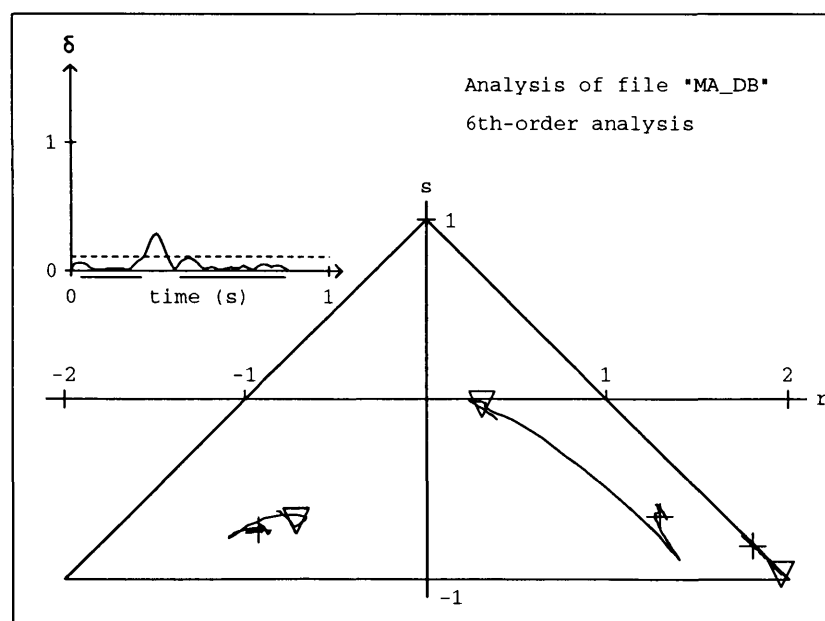 δ
Analysis of file "MA_DB"
6th-order analysis
1
s
1
0
0 time (s) 1
-2 -1 1 2
r
-1